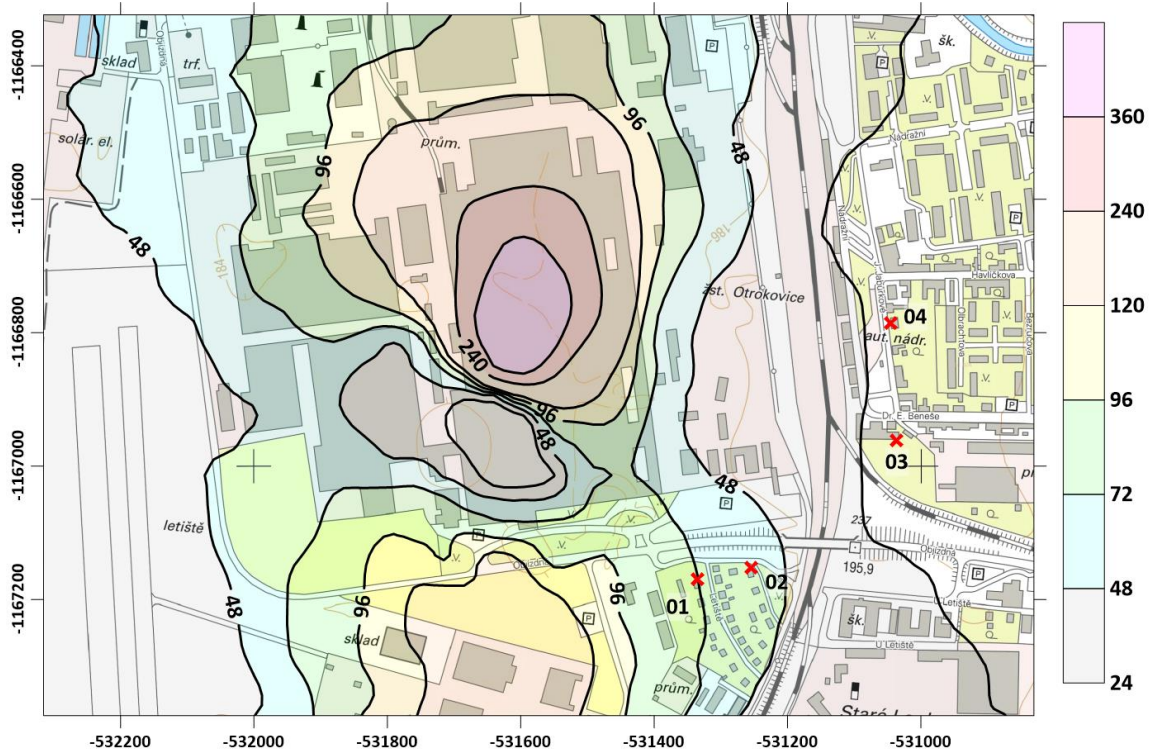 -1166400
-1166600
-1166800
-1167000
-1167200
-532200
-532000
-531800
-531600
-531400
-531200
-531000
360
240
120
96
72
48
24
sklad
Objízdná
trf.
solár. el.
prům.
P
šk.
.V.
Nádražní
Nádražní
Havlíčkova
Olbrachtova
96
96
48
48
184
186
žst. Otrokovice
04
aut. nádr.
240
96
48
Dr. E. Beneše
03
48
letiště
237
195,9
Objízdná
Objízdná
48
96
96
01
02
Letiště
U Letiště
U Letiště
šk.
sklad
prům.